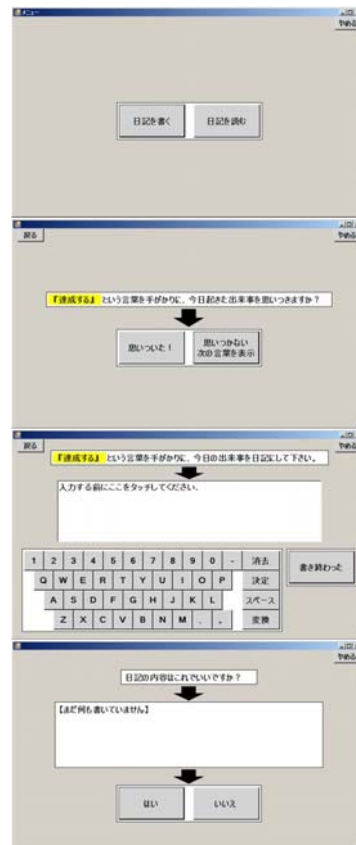 メニュー
やめる
日記を書く 日記を読む
戻る やめる
『達成する』という言葉を手がかりに、今日起きた出来事を思いつきますか?
思いついた! 思いつかない
次の言葉を表示
戻る やめる
『達成する』という言葉を手がかりに、今日の出来事を日記にして下さい。
入力する前にここをタッチしてください.
1 2 3 4 5 6 7 8 9 0 - 消去
Q W E R T Y U I O P 決定
A S D F G H J K L スペース
Z X C V B N M 、 。 変換
書き終わった
やめる
日記の内容はこれでいいですか?
【まだ何も書いていません】
はい いいえ